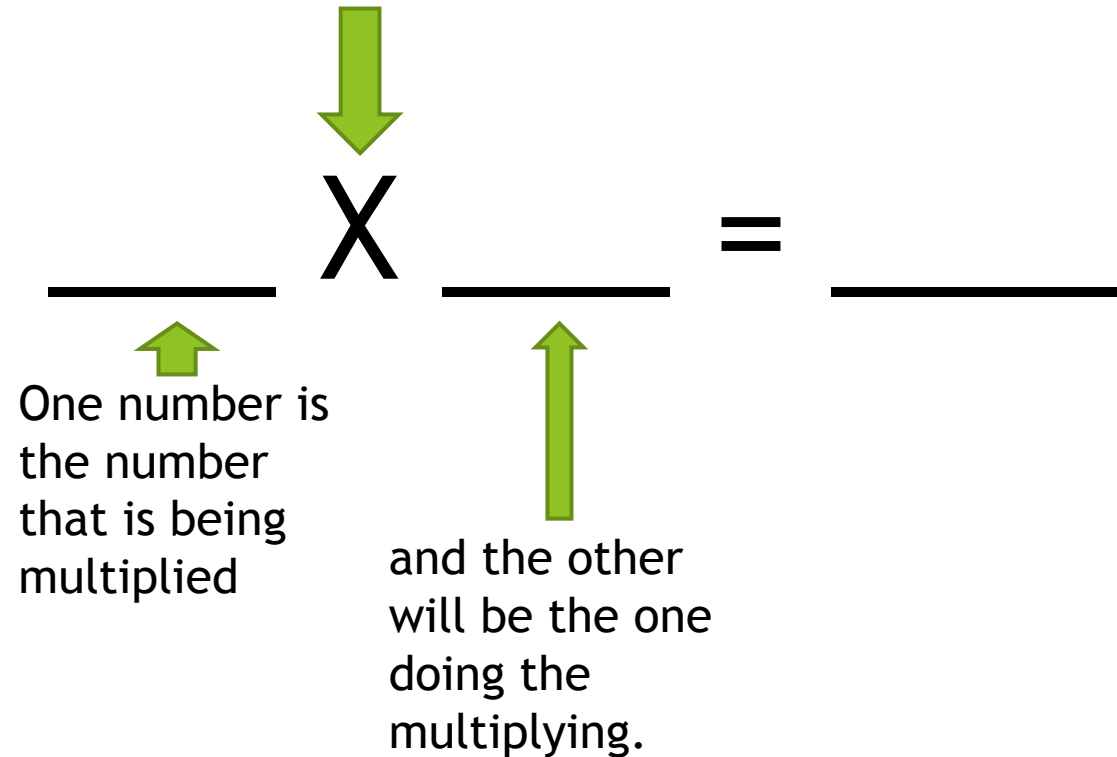 X =
One number is
the number
that is being
multiplied
and the other
will be the one
doing the
multiplying.